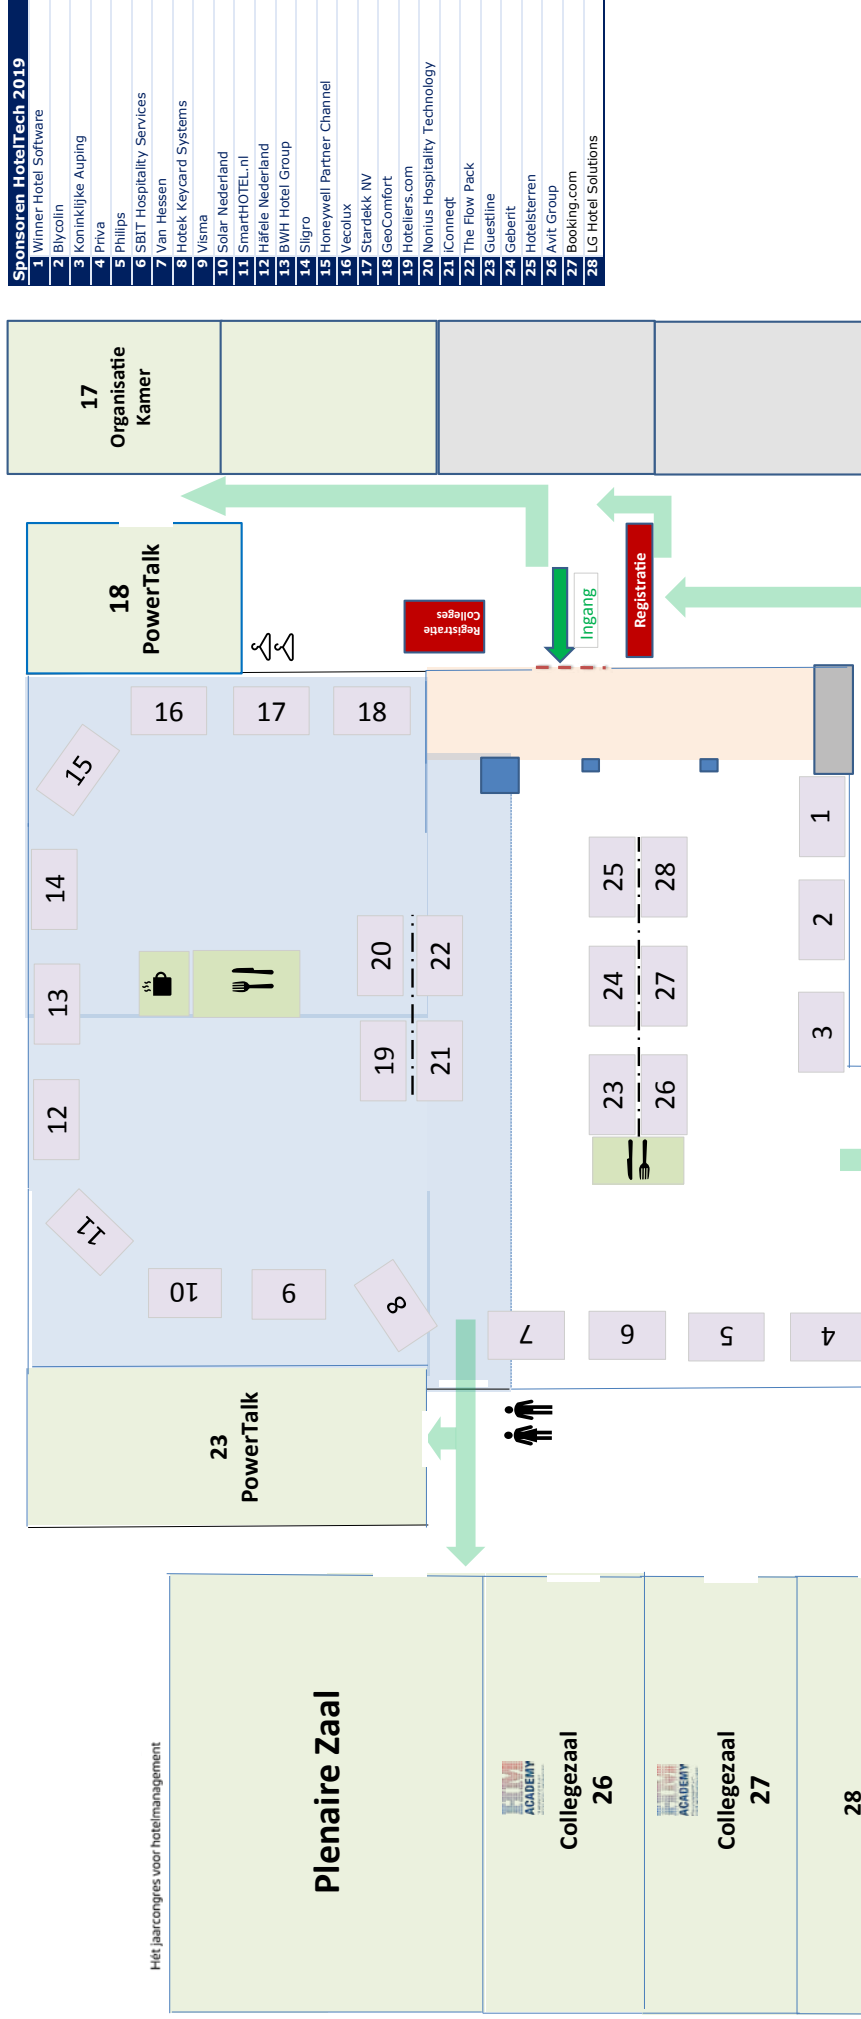 Sponsoren HotelTech 2019
1 Winner Hotel Software
2 Blycolin
3 Koninklijke Auping
4 Priva
5 Philips
6 SBIT Hospitality Services
7 Van Hessen
8 Hotek Keycard Systems
9 Visma
10 Solar Nederland
11 SmartHOTEL.nl
12 Häfele Nederland
13 BWH Hotel Group
14 Sligro
15 Honeywell Partner Channel
16 Vecolux
17 Stardekk NV
18 GeoComfort
19 Hoteliers.com
20 Nonius Hospitality Technology
21 iConneqt
22 The Flow Pack
23 Guestline
24 Geberit
25 Hotelsterren
26 Avit Group
27 Booking.com
28 LG Hotel Solutions
17
Organisatie
Kamer
18
PowerTalk
Registratie
Colleges
Ingang
Registratie
16
17
18
15
14
13
12
11
10
9
8
20
22
19
21
25
28
24
27
23
26
1
2
3
7
6
5
4
23
PowerTalk
Hét jaarcongres voor hotelmanagement
Plenaire Zaal
HM
ACADEMY
Collegezaal
26
HM
ACADEMY
Collegezaal
27
28